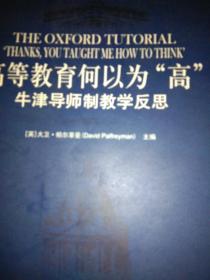 THE OXFORD TUTORIAL
'THANKS, YOU TAUGHT ME HOW TO THINK'
高等教育何以为“高”
牛津导师制教学反思
[英]大卫·帕尔菲曼(David Palfreyman) 主编